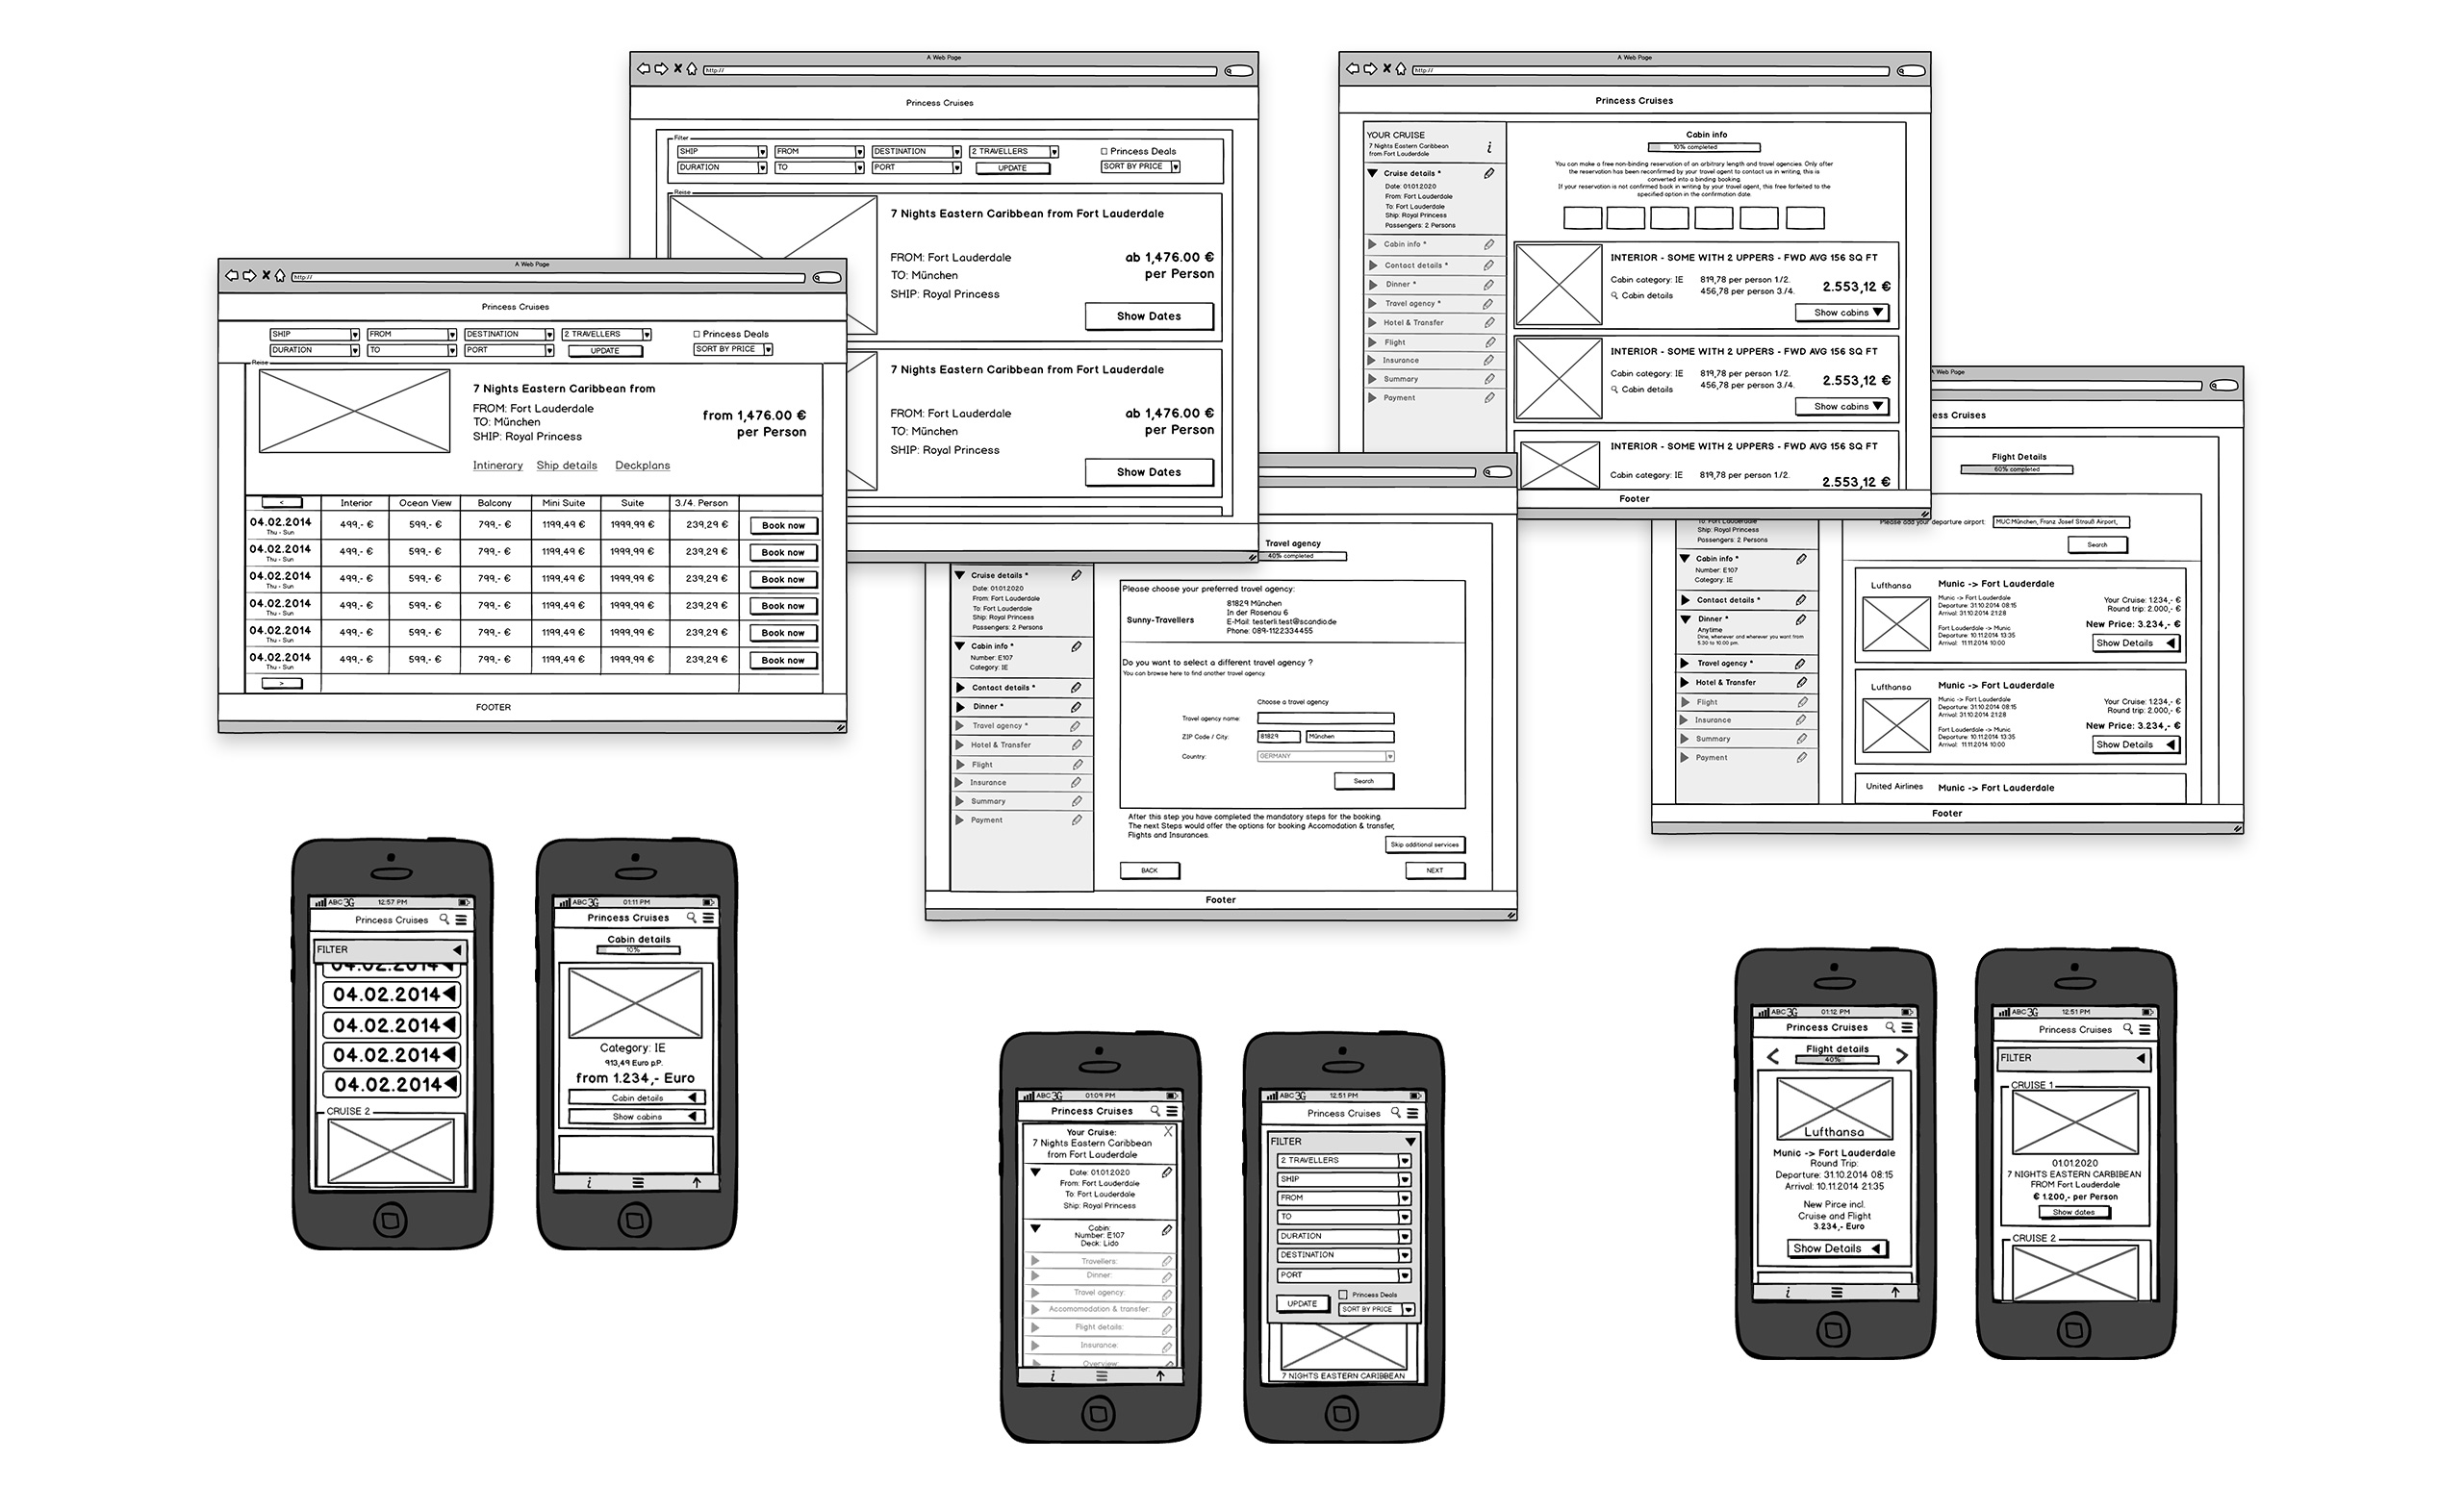 A Web Page
http://
Princess Cruises
Filter
SHIP FROM DESTINATION 2 TRAVELLERS Princess Deals
DURATION TO PORT UPDATE SORT BY PRICE
Reise
7 Nights Eastern Caribbean from Fort Lauderdale
FROM: Fort Lauderdale
TO: München
SHIP: Royal Princess
ab 1,476.00 €
per Person
Show Dates
7 Nights Eastern Caribbean from Fort Lauderdale
FROM: Fort Lauderdale
TO: München
SHIP: Royal Princess
ab 1,476.00 €
per Person
Show Dates
A Web Page
http://
Princess Cruises
YOUR CRUISE
7 Nights Eastern Caribbean
from Fort Lauderdale
i
Cruise details *
Date: 01.01.2020
From: Fort Lauderdale
To: Fort Lauderdale
Ship: Royal Princess
Passengers: 2 Persons
Cabin info *
Contact details *
Dinner *
Travel agency *
Hotel & Transfer
Flight
Insurance
Summary
Payment
Cabin info
10% completed
You can make a free non-binding reservation of an arbitrary length and travel agencies. Only after
the reservation has been reconfirmed by your travel agent to contact us in writing, this is
converted into a binding booking.
If your reservation is not confirmed back in writing by your travel agent, this free forfeited to the
specified option in the confirmation date.
INTERIOR - SOME WITH 2 UPPERS - FWD AVG 156 SQ FT
Cabin category: IE 819,78 per person 1/2.
Cabin details 456,78 per person 3./4.
2.553,12 €
Show cabins
INTERIOR - SOME WITH 2 UPPERS - FWD AVG 156 SQ FT
Cabin category: IE 819,78 per person 1/2.
Cabin details 456,78 per person 3./4.
2.553,12 €
Show cabins
INTERIOR - SOME WITH 2 UPPERS - FWD AVG 156 SQ FT
Cabin category: IE 819,78 per person 1/2.
2.553,12 €
Footer
A Web Page
http://
Princess Cruises
SHIP FROM DESTINATION 2 TRAVELLERS Princess Deals
DURATION TO PORT UPDATE SORT BY PRICE
Reise
7 Nights Eastern Caribbean from
FROM: Fort Lauderdale
TO: München
SHIP: Royal Princess
from 1,476.00 €
per Person
Intinerary Ship details Deckplans
< Interior Ocean View Balcony Mini Suite Suite 3./4. Person
04.02.2014 499,- € 599,- € 799,- € 1199,49 € 1999,99 € 239,29 € Book now
Thu - Sun
04.02.2014 499,- € 599,- € 799,- € 1199,49 € 1999,99 € 239,29 € Book now
Thu - Sun
04.02.2014 499,- € 599,- € 799,- € 1199,49 € 1999,99 € 239,29 € Book now
Thu - Sun
04.02.2014 499,- € 599,- € 799,- € 1199,49 € 1999,99 € 239,29 € Book now
Thu - Sun
04.02.2014 499,- € 599,- € 799,- € 1199,49 € 1999,99 € 239,29 € Book now
Thu - Sun
04.02.2014 499,- € 599,- € 799,- € 1199,49 € 1999,99 € 239,29 € Book now
Thu - Sun
>
FOOTER
Travel agency
40% completed
Cruise details *
Date: 01.01.2020
From: Fort Lauderdale
To: Fort Lauderdale
Ship: Royal Princess
Passengers: 2 Persons
Cabin info *
Number: E107
Category: IE
Contact details *
Dinner *
Travel agency *
Hotel & Transfer
Flight
Insurance
Summary
Payment
Please choose your preferred travel agency:
Sunny-Travellers
81829 München
In der Rosenau 6
E-Mail: testerli.test@scandio.de
Phone: 089-1122334455
Do you want to select a different travel agency ?
You can browse here to find another travel agency.
Choose a travel agency
Travel agency name:
ZIP Code / City: 81829 München
Country: GERMANY
Search
After this step you have completed the mandatory steps for the booking.
The next Steps would offer the options for booking Accomodation & transfer,
Flights and Insurances.
Skip additional services
BACK NEXT
Footer
A Web Page
ess Cruises
Flight Details
60% completed
Please add your departure airport: MUC München, Franz Josef Strauß Airport,
Search
To: Fort Lauderdale
Ship: Royal Princess
Passengers: 2 Persons
Cabin info *
Number: E107
Category: IE
Contact details *
Dinner *
Anytime
Dine, whenever and wherever you want from
5.30 to 10.00 pm.
Travel agency *
Hotel & Transfer
Flight
Insurance
Summary
Payment
Lufthansa
Munic -> Fort Lauderdale
Munic -> Fort Lauderdale
Departure: 31.10.2014 08:15
Arrival: 31.10.2014 21:28
Fort Lauderdale -> Munic
Departure: 10.11.2014 13:35
Arrival: 11.11.2014 10:00
Your Cruise: 1.234,- €
Round trip: 2.000,- €
New Price: 3.234,- €
Show Details
Lufthansa
Munic -> Fort Lauderdale
Munic -> Fort Lauderdale
Departure: 31.10.2014 08:15
Arrival: 31.10.2014 21:28
Fort Lauderdale -> Munic
Departure: 10.11.2014 13:35
Arrival: 11.11.2014 10:00
Your Cruise: 1.234,- €
Round trip: 2.000,- €
New Price: 3.234,- €
Show Details
United Airlines Munic -> Fort Lauderdale
Footer
ABC 3G 12:57 PM
Princess Cruises
FILTER
04.02.2014
04.02.2014
04.02.2014
04.02.2014
04.02.2014
CRUISE 2
ABC 3G 01:11 PM
Princess Cruises
Cabin details
10%
Category: IE
913,49 Euro p.P.
from 1.234,- Euro
Cabin details
Show cabins
i
ABC 3G 01:09 PM
Princess Cruises
Your Cruise: X
7 Nights Eastern Caribbean
from Fort Lauderdale
Date: 01.01.2020
From: Fort Lauderdale
To: Fort Lauderdale
Ship: Royal Princess
Cabin:
Number: E107
Deck: Lido
Travellers:
Dinner:
Travel agency:
Accomomodation & transfer:
Flight details:
Insurance:
Overview:
i
ABC 3G 12:51 PM
Princess Cruises
FILTER
2 TRAVELLERS
SHIP
FROM
TO
DURATION
DESTINATION
PORT
UPDATE
Princess Deals
SORT BY PRICE
7 NIGHTS EASTERN CARIBBEAN
ABC 3G 01:12 PM
Princess Cruises
Flight details
40%
Lufthansa
Munic -> Fort Lauderdale
Round Trip:
Departure: 31.10.2014 08:15
Arrival: 10.11.2014 21:35
New Pirce incl.
Cruise and Flight
3.234,- Euro
Show Details
i
ABC 3G 12:51 PM
Princess Cruises
FILTER
CRUISE 1
01.01.2020
7 NIGHTS EASTERN CARBIBEAN
FROM Fort Lauderdale
€ 1.200,- per Person
Show dates
CRUISE 2